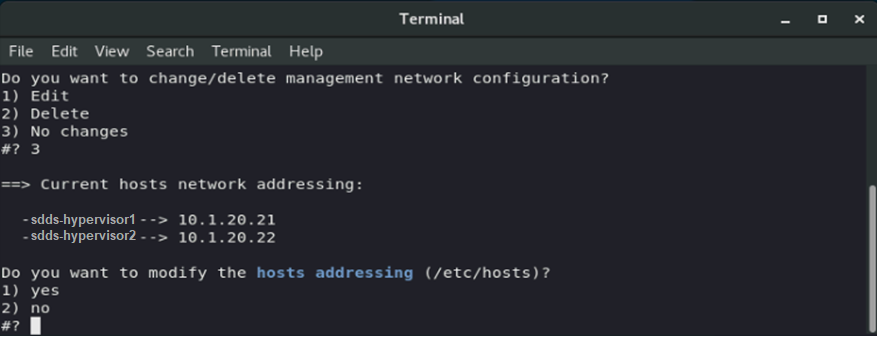 Terminal
File Edit View Search Terminal Help
Do you want to change/delete management network configuration?
1) Edit
2) Delete
3) No changes
#? 3
==> Current hosts network addressing:
-sdds-hypervisor1 --> 10.1.20.21
-sdds-hypervisor2 --> 10.1.20.22
Do you want to modify the hosts addressing (/etc/hosts)?
1) yes
2) no
#?